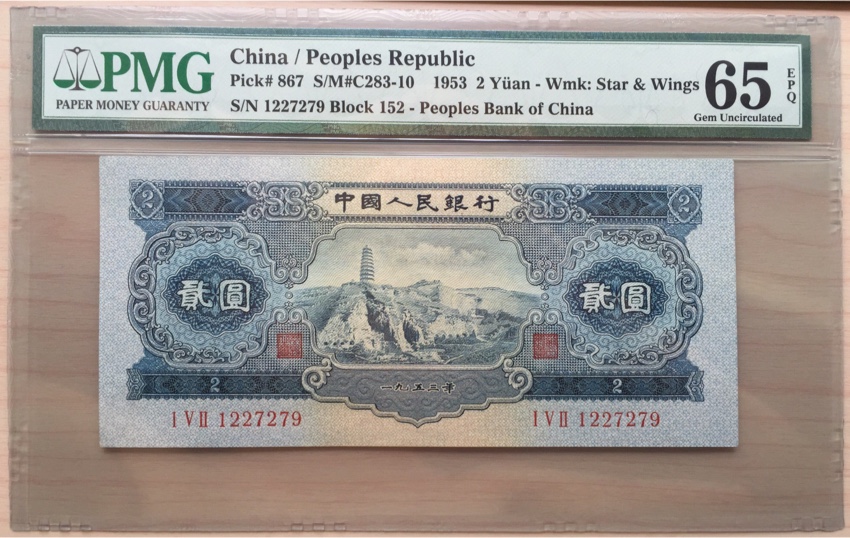 PMG
PAPER MONEY GUARANTY
China / Peoples Republic
Pick# 867 S/M#C283-10 1953 2 Yüan - Wmk: Star & Wings
S/N 1227279 Block 152 - Peoples Bank of China
65
EPQ
Gem Uncirculated
2
中國人民銀行
2
貳圓
貳圓
2
一九五三年
2
I V II 1227279
I V II 1227279